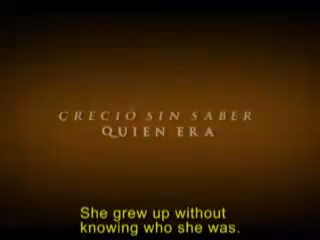 CRECIÓ SIN SABER
QUIEN ERA
She grew up without
knowing who she was.